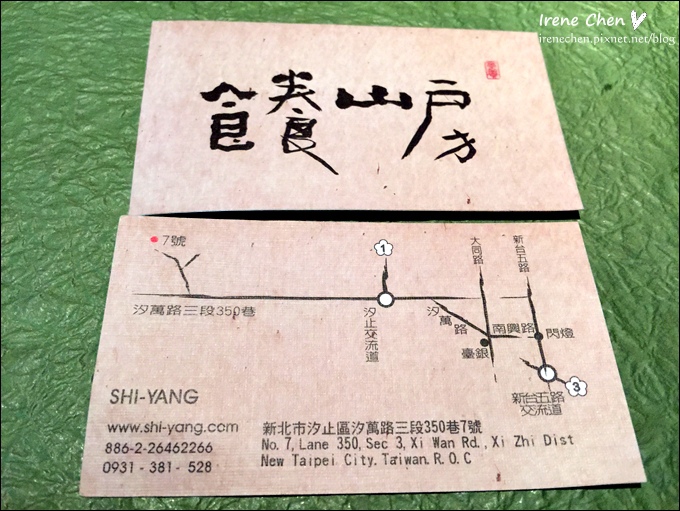 Irene Chen
irenechen.pixnet.net/blog
食養山房
7號
1
大同路
新台五路
汐萬路三段350巷
汐止交流道
汐萬路
南興路
閃燈
臺銀
新台五路
交流道
3
SHI-YANG
www.shi-yang.com
886-2-26462266
0931-381-528
新北市汐止區汐萬路三段350巷7號
No. 7, Lane 350, Sec 3, Xi Wan Rd., Xi Zhi Dist
New Taipei City. Taiwan. R. O. C